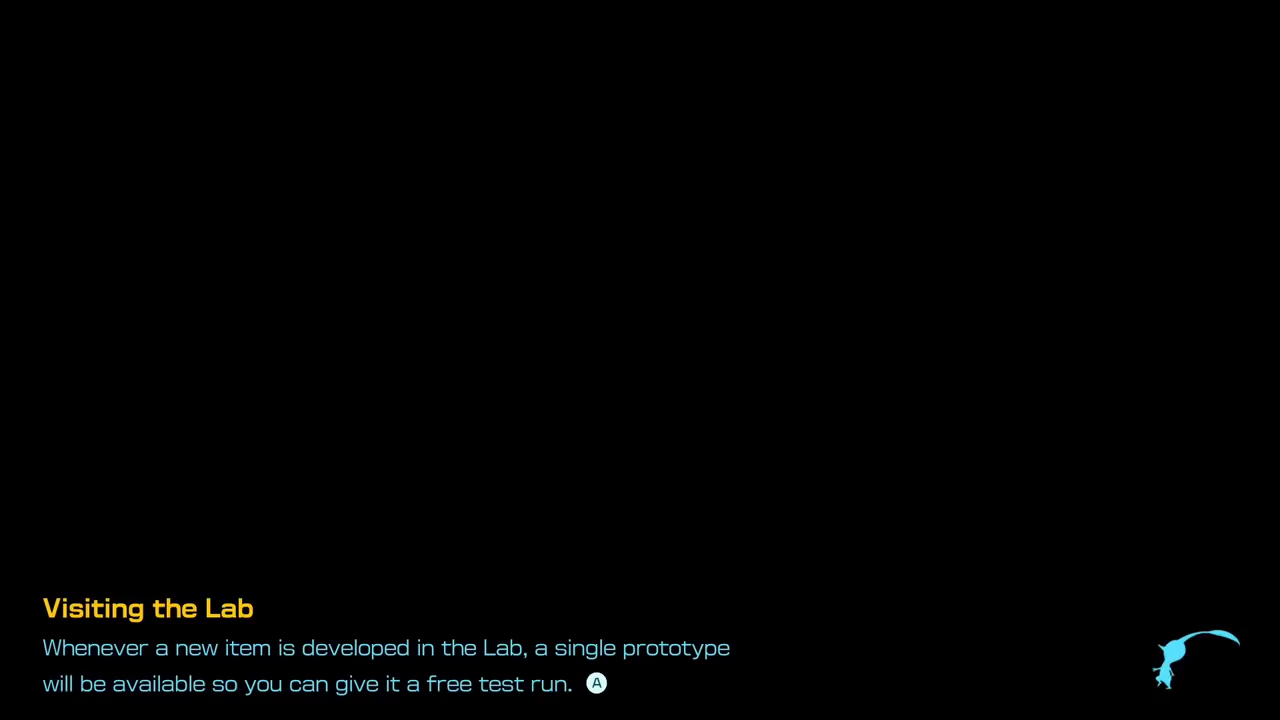 Visiting the Lab
Whenever a new item is developed in the Lab, a single prototype
will be available so you can give it a free test run. A